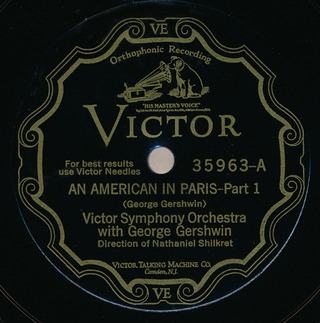 VE
Orthophonic Recording
"HIS MASTER'S VOICE"
VICTOR
For best results
use Victor Needles
35963-A
AN AMERICAN IN PARIS-Part 1
(George Gershwin)
Victor Symphony Orchestra
with George Gershwin
Direction of Nathaniel Shilkret
VICTOR TALKING MACHINE CO.
Camden, N.J.
VE